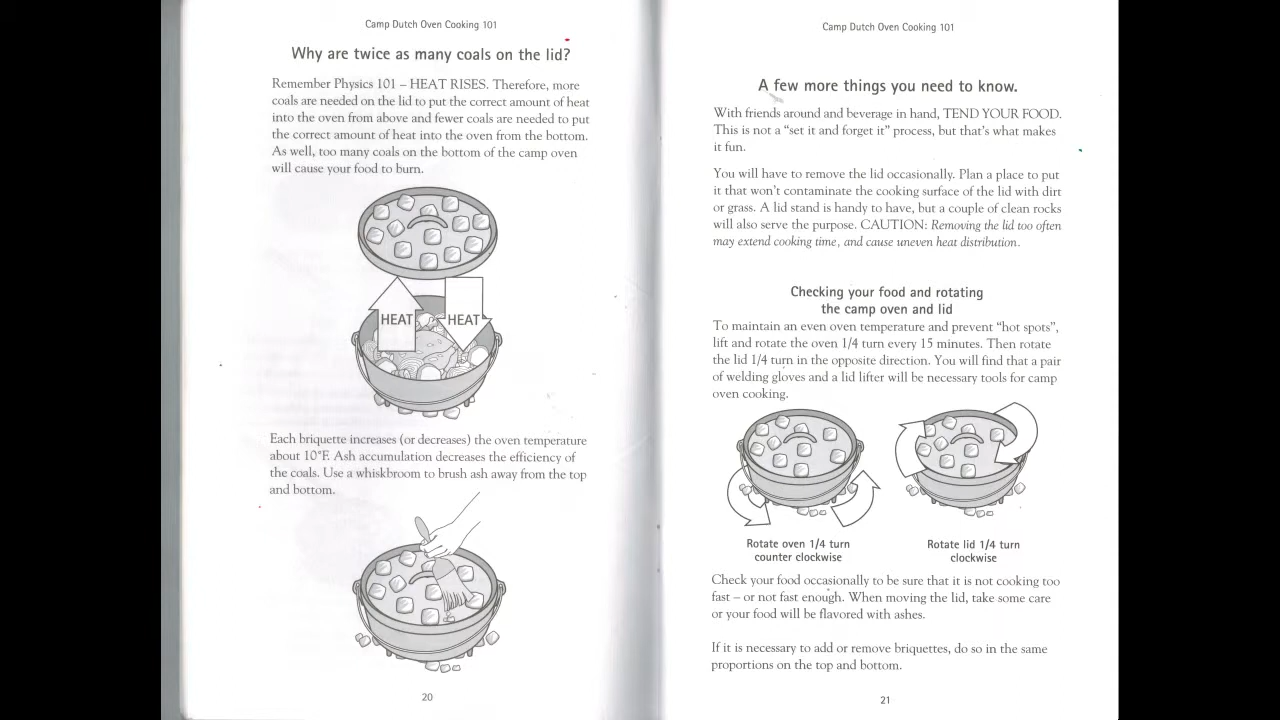 Camp Dutch Oven Cooking 101
Why are twice as many coals on the lid?
Remember Physics 101 – HEAT RISES. Therefore, more
coals are needed on the lid to put the correct amount of heat
into the oven from above and fewer coals are needed to put
the correct amount of heat into the oven from the bottom.
As well, too many coals on the bottom of the camp oven
will cause your food to burn.
HEAT HEAT
Each briquette increases (or decreases) the oven temperature
about 10°F. Ash accumulation decreases the efficiency of
the coals. Use a whiskbroom to brush ash away from the top
and bottom.
20
Camp Dutch Oven Cooking 101
A few more things you need to know.
With friends around and beverage in hand, TEND YOUR FOOD.
This is not a “set it and forget it” process, but that’s what makes
it fun.
You will have to remove the lid occasionally. Plan a place to put
it that won’t contaminate the cooking surface of the lid with dirt
or grass. A lid stand is handy to have, but a couple of clean rocks
will also serve the purpose. CAUTION: Removing the lid too often
may extend cooking time, and cause uneven heat distribution.
Checking your food and rotating
the camp oven and lid
To maintain an even oven temperature and prevent “hot spots”,
lift and rotate the oven 1/4 turn every 15 minutes. Then rotate
the lid 1/4 turn in the opposite direction. You will find that a pair
of welding gloves and a lid lifter will be necessary tools for camp
oven cooking.
Rotate oven 1/4 turn
counter clockwise
Rotate lid 1/4 turn
clockwise
Check your food occasionally to be sure that it is not cooking too
fast – or not fast enough. When moving the lid, take some care
or your food will be flavored with ashes.
If it is necessary to add or remove briquettes, do so in the same
proportions on the top and bottom.
21